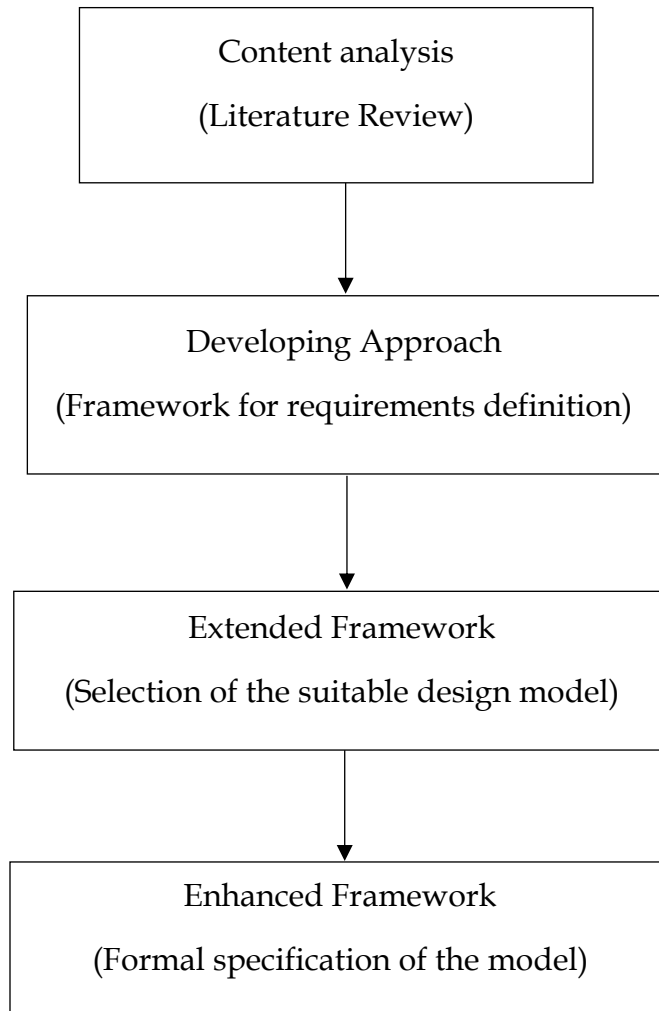 Content analysis
(Literature Review)
Developing Approach
(Framework for requirements definition)
Extended Framework
(Selection of the suitable design model)
Enhanced Framework
(Formal specification of the model)